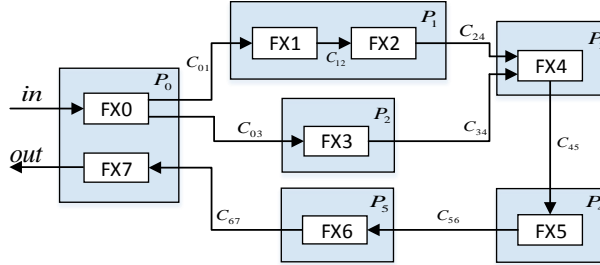 P₁
C₂₄
P
FX1
FX2
C₀₁
C₁₂
FX4
P₀
in
FX0
P₂
C₀₃
FX3
C₃₄
out
FX7
C₄₅
P₅
C₆₇
FX6
C₅₆
P
FX5